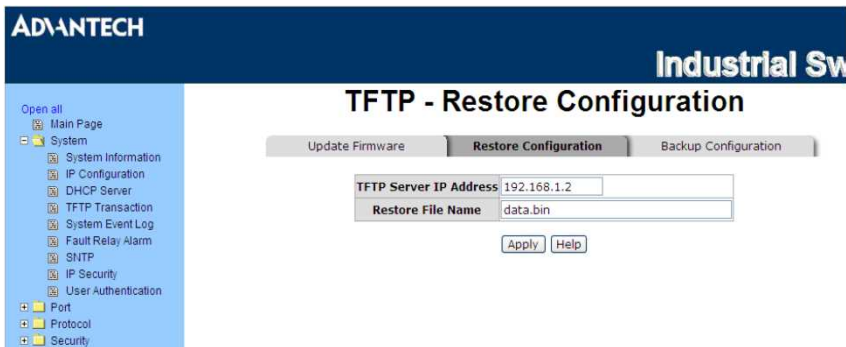 ADVANTECH
Industrial Sw
Open all
Main Page
System
System Information
IP Configuration
DHCP Server
TFTP Transaction
System Event Log
Fault Relay Alarm
SNTP
IP Security
User Authentication
Port
Protocol
Security
TFTP - Restore Configuration
Update Firmware Restore Configuration Backup Configuration
TFTP Server IP Address 192.168.1.2
Restore File Name data.bin
Apply Help